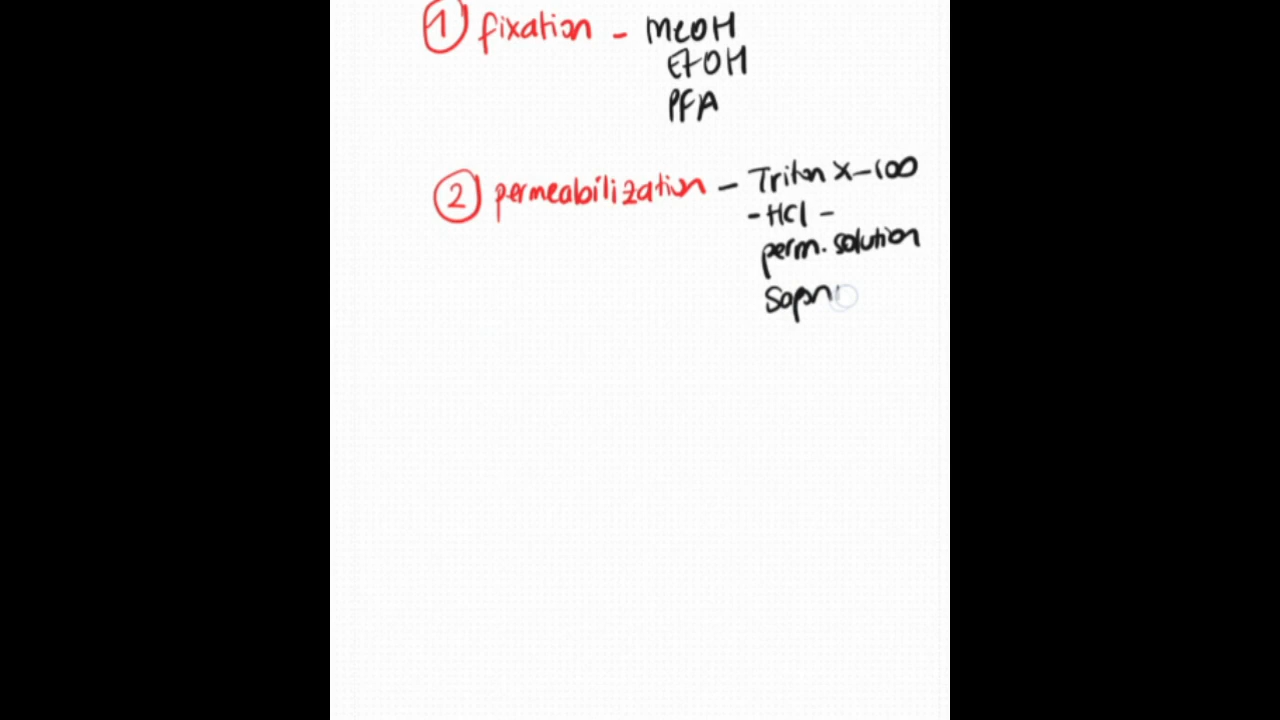 ① fixation - MeOH
EtOH
PFA
② permeabilization - Triton X-100
- HCl -
perm. solution